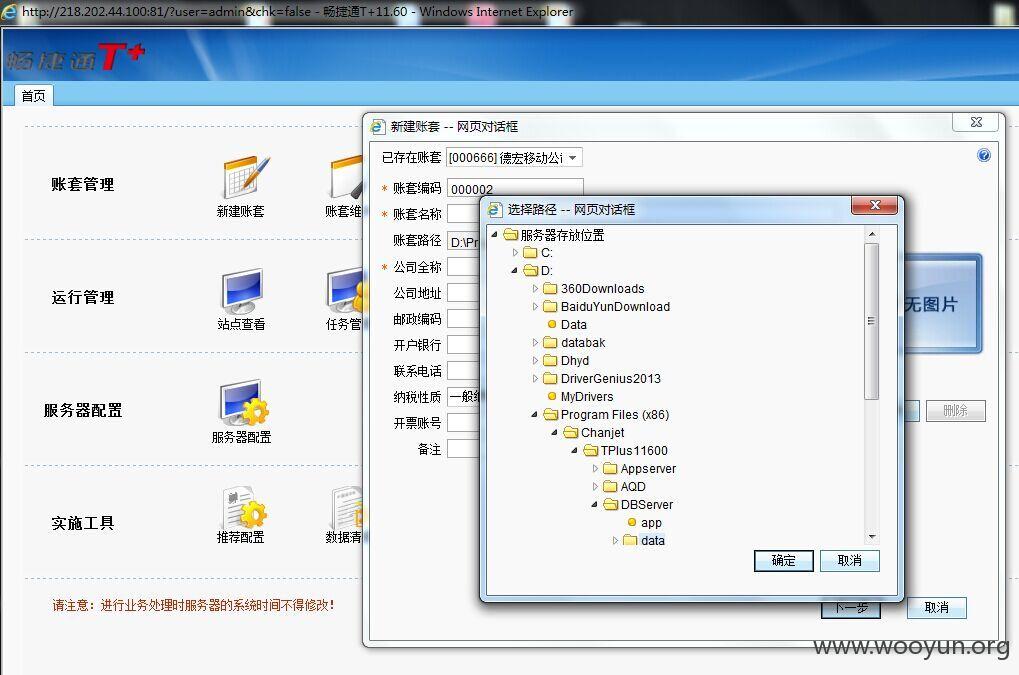 http://218.202.44.100:81/?user=admin&chk=false - 畅捷通T+11.60 - Windows Internet Explorer
畅捷通T+
首页
账套管理
新建账套
账套维
运行管理
站点查看
任务管
服务器配置
服务器配置
实施工具
推荐配置
数据清
请注意：进行业务处理时服务器的系统时间不得修改！
新建账套 -- 网页对话框
已存在账套
[000666]德宏移动公
* 账套编码
000002
* 账套名称
账套路径
D:\Pr
* 公司全称
公司地址
邮政编码
开户银行
联系电话
纳税性质
一般纳
开票账号
备注
无图片
删除
下一步
取消
选择路径 -- 网页对话框
服务器存放位置
C:
D:
360Downloads
BaiduYunDownload
Data
databak
Dhyd
DriverGenius2013
MyDrivers
Program Files (x86)
Chanjet
TPlus11600
Appserver
AQD
DBServer
app
data
确定
取消
www.wooyun.org